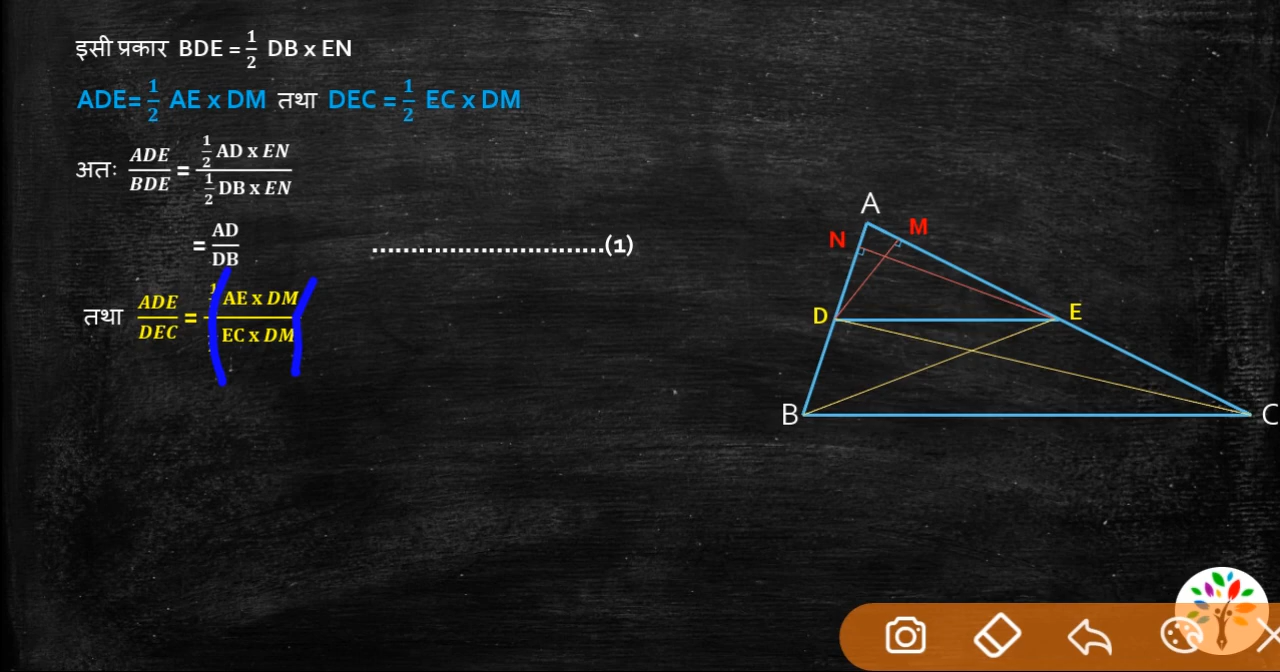 इसी प्रकार BDE = 1/2 DB x EN
ADE= 1/2 AE x DM तथा DEC = 1/2 EC x DM
अतः ADE/BDE = 1/2 AD x EN / 1/2 DB x EN
= AD/DB ..............................(1)
तथा ADE/DEC = AE x DM / EC x DM
A
N
M
D
E
B
C